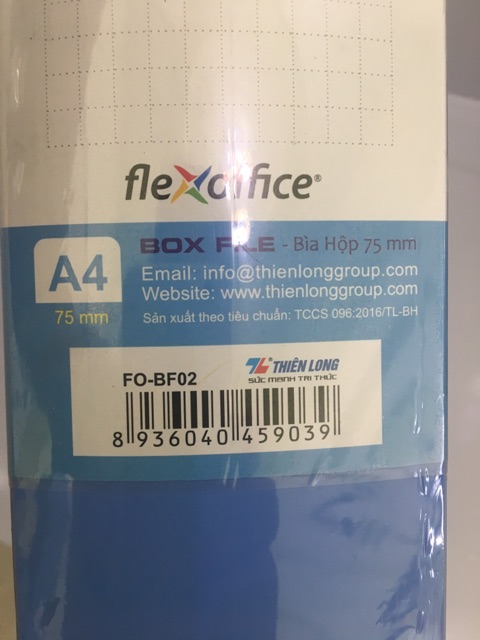 flexoffice®
BOX FILE - Bìa Hộp 75 mm
A4
75 mm
Email: info@thienlonggroup.com
Website: www.thienlonggroup.com
Sản xuất theo tiêu chuẩn: TCCS 096:2016/TL-BH
FO-BF02
TL THIÊN LONG
SỨC MẠNH TRI THỨC
8 936040 459039